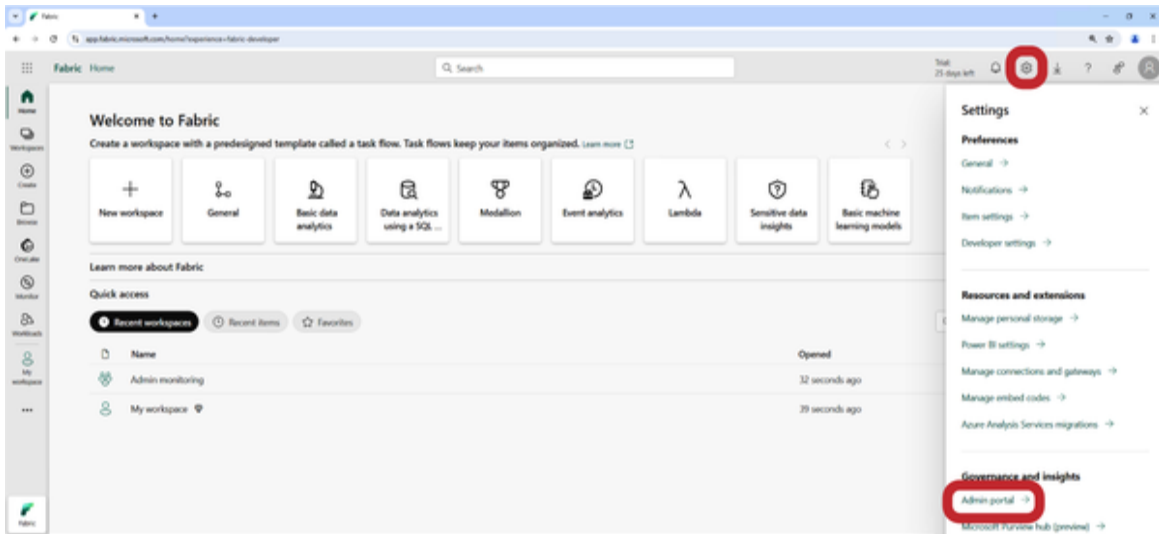 Fabric
app.fabric.microsoft.com/home?experience=fabric-developer
Fabric Home
Search
Trial:
25 days left
Home
Workspaces
Create
Browse
OneLake
Monitor
Workloads
My
workspace
Fabric
Welcome to Fabric
Create a workspace with a predesigned template called a task flow. Task flows keep your items organized. Learn more
New workspace
General
Basic data
analytics
Data analytics
using a SQL ...
Medallion
Event analytics
Lambda
Sensitive data
insights
Basic machine
learning models
Learn more about Fabric
Quick access
Recent workspaces
Recent items
Favorites
Name
Opened
Admin monitoring
32 seconds ago
My workspace
39 seconds ago
Settings
Preferences
General
Notifications
Item settings
Developer settings
Resources and extensions
Manage personal storage
Power BI settings
Manage connections and gateways
Manage embed codes
Azure Analysis Services migrations
Governance and insights
Admin portal
Microsoft Purview hub (preview)